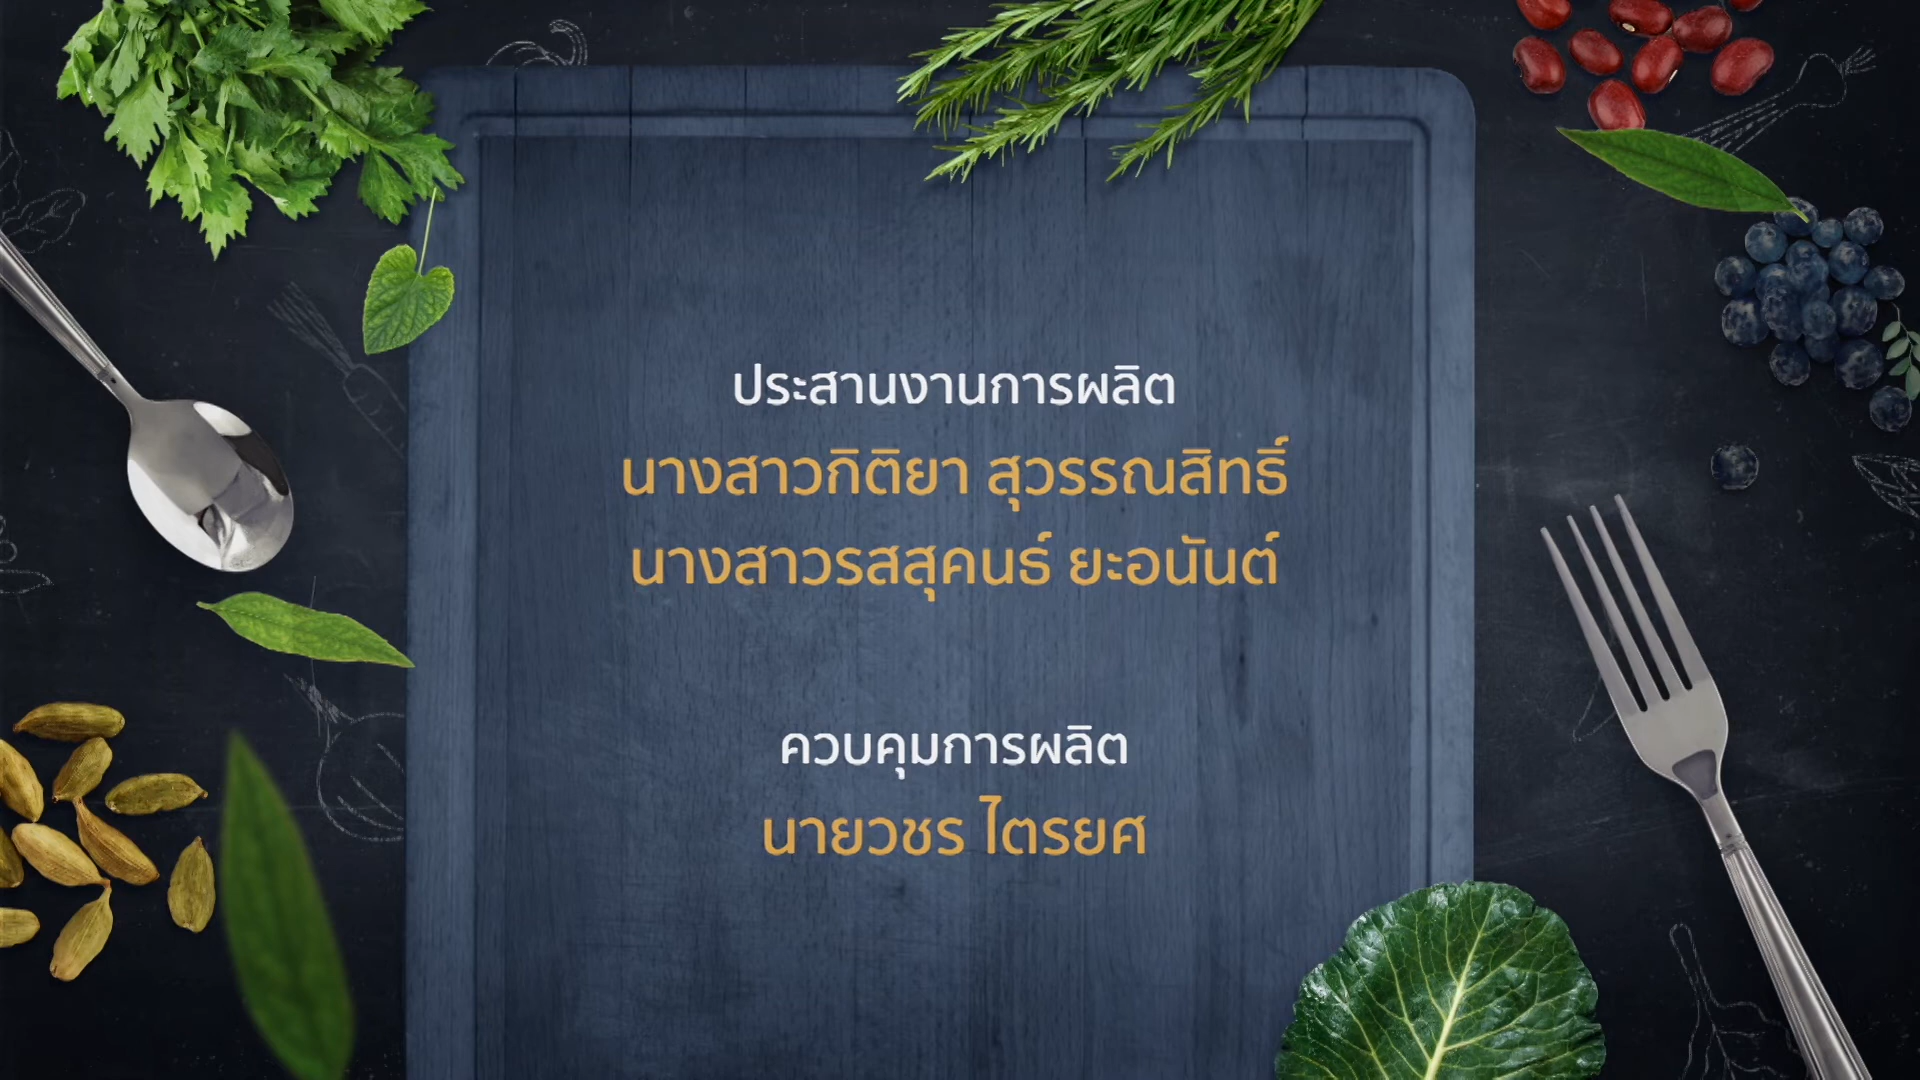 ประสานงานการผลิต
นางสาวกิติยา สุวรรณสิทธิ์
นางสาวรสสุคนธ์ ยะอนันต์
ควบคุมการผลิต
นายวชร ไตรยศ